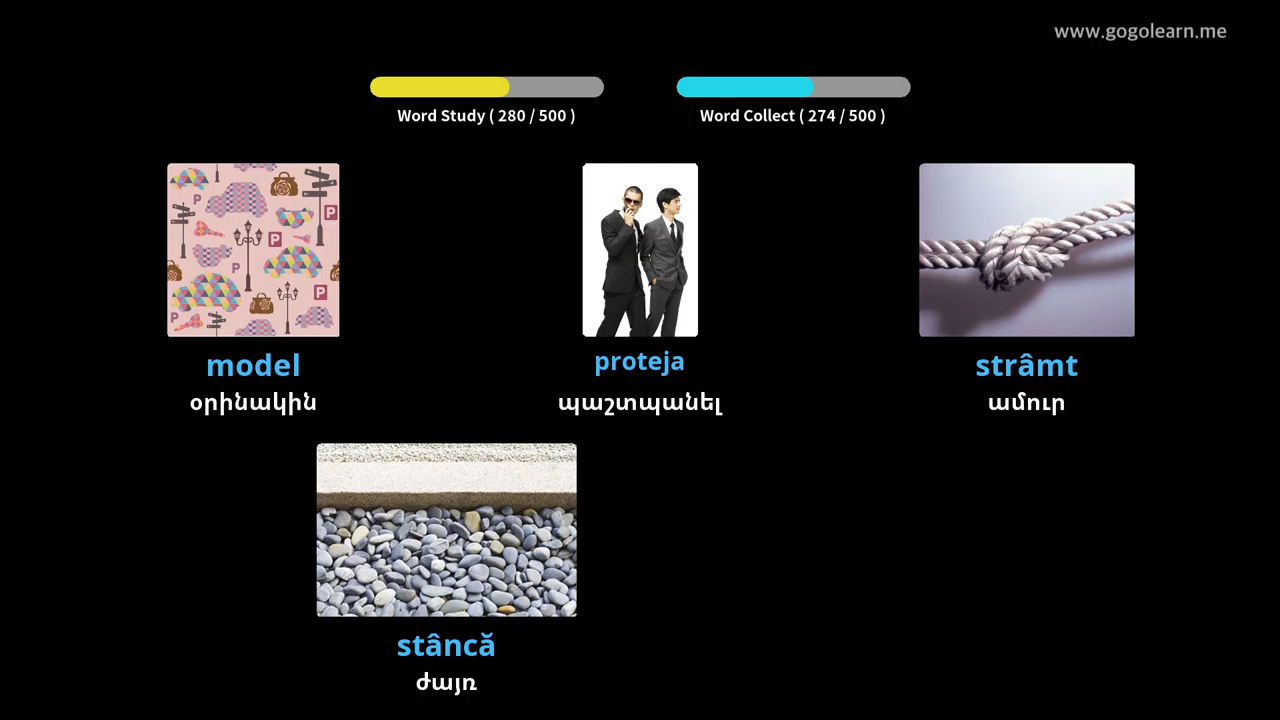 www.gogolearn.me
Word Study ( 280 / 500 )
Word Collect ( 274 / 500 )
P
P
P
P
P
P
model
օրինակին
proteja
պաշտպանել
strâmt
ամուր
stâncă
ժայռ